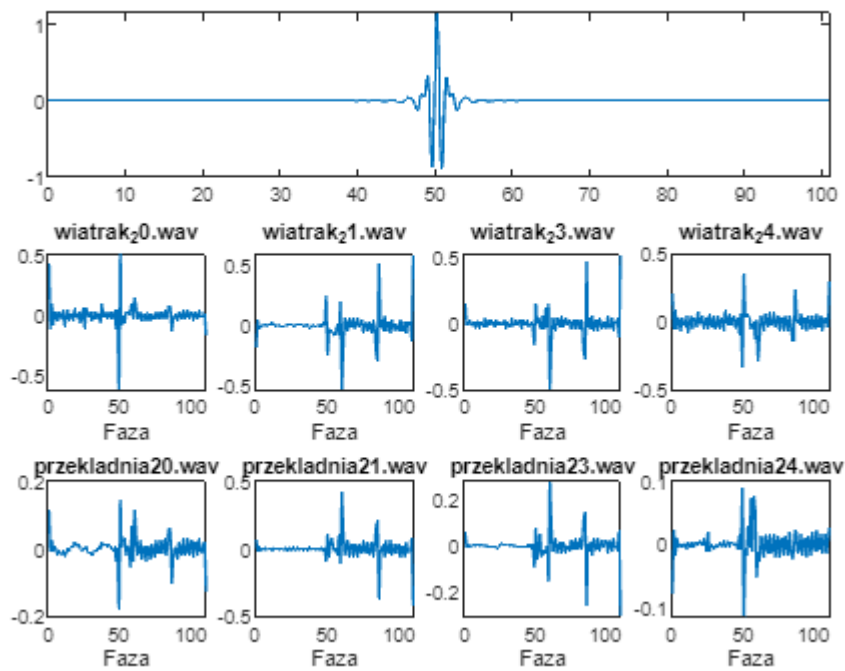 1
0
-1
0 10 20 30 40 50 60 70 80 90 100
wiatrak₂0.wav wiatrak₂1.wav wiatrak₂3.wav wiatrak₂4.wav
0.5 0.5 0.5 0.5
0 0 0 0
-0.5 -0.5 -0.5 -0.5
0 50 100 0 50 100 0 50 100 0 50 100
Faza Faza Faza Faza
przekladnia20.wav przekladnia21.wav przekladnia23.wav przekladnia24.wav
0.2 0.5 0.2 0.1
0 0 0 0
-0.2 -0.5 -0.2 -0.1
0 50 100 0 50 100 0 50 100 0 50 100
Faza Faza Faza Faza